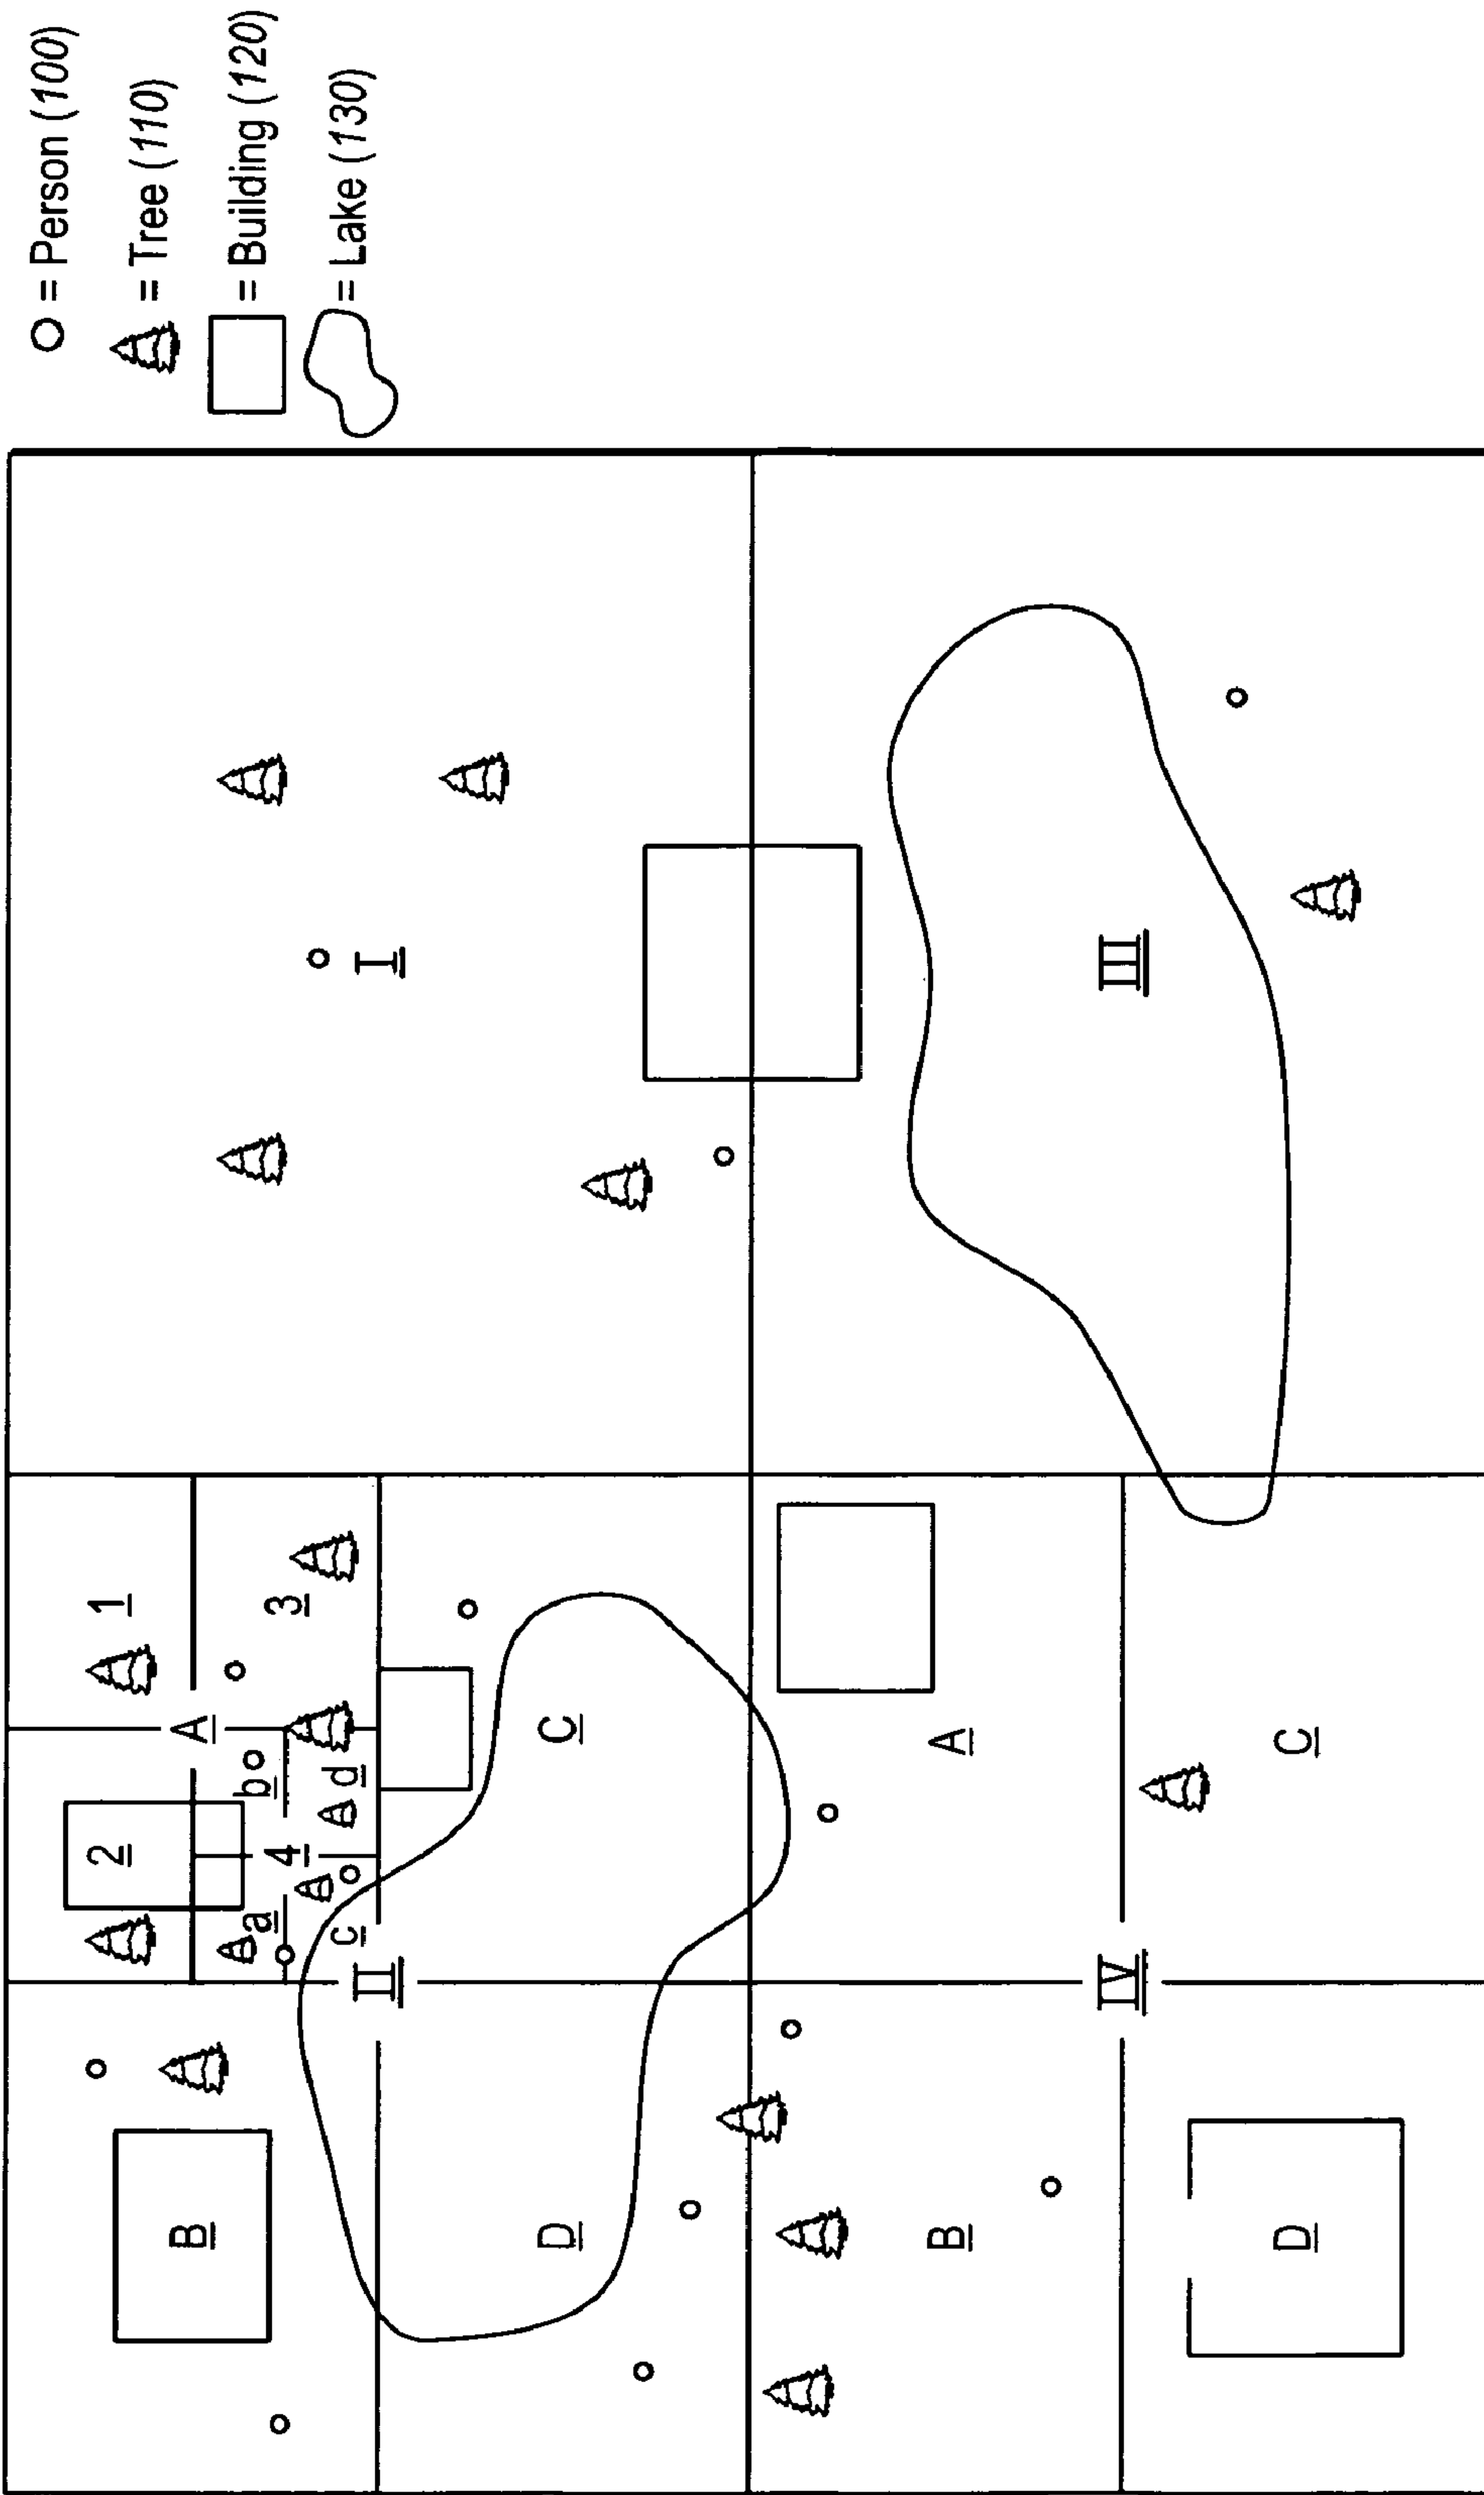 = Person (100)
= Tree (110)
= Building (120)
= Lake (130)
2 1
B A
a b
4 3
c d
II I
D C
B A
IV III
D C